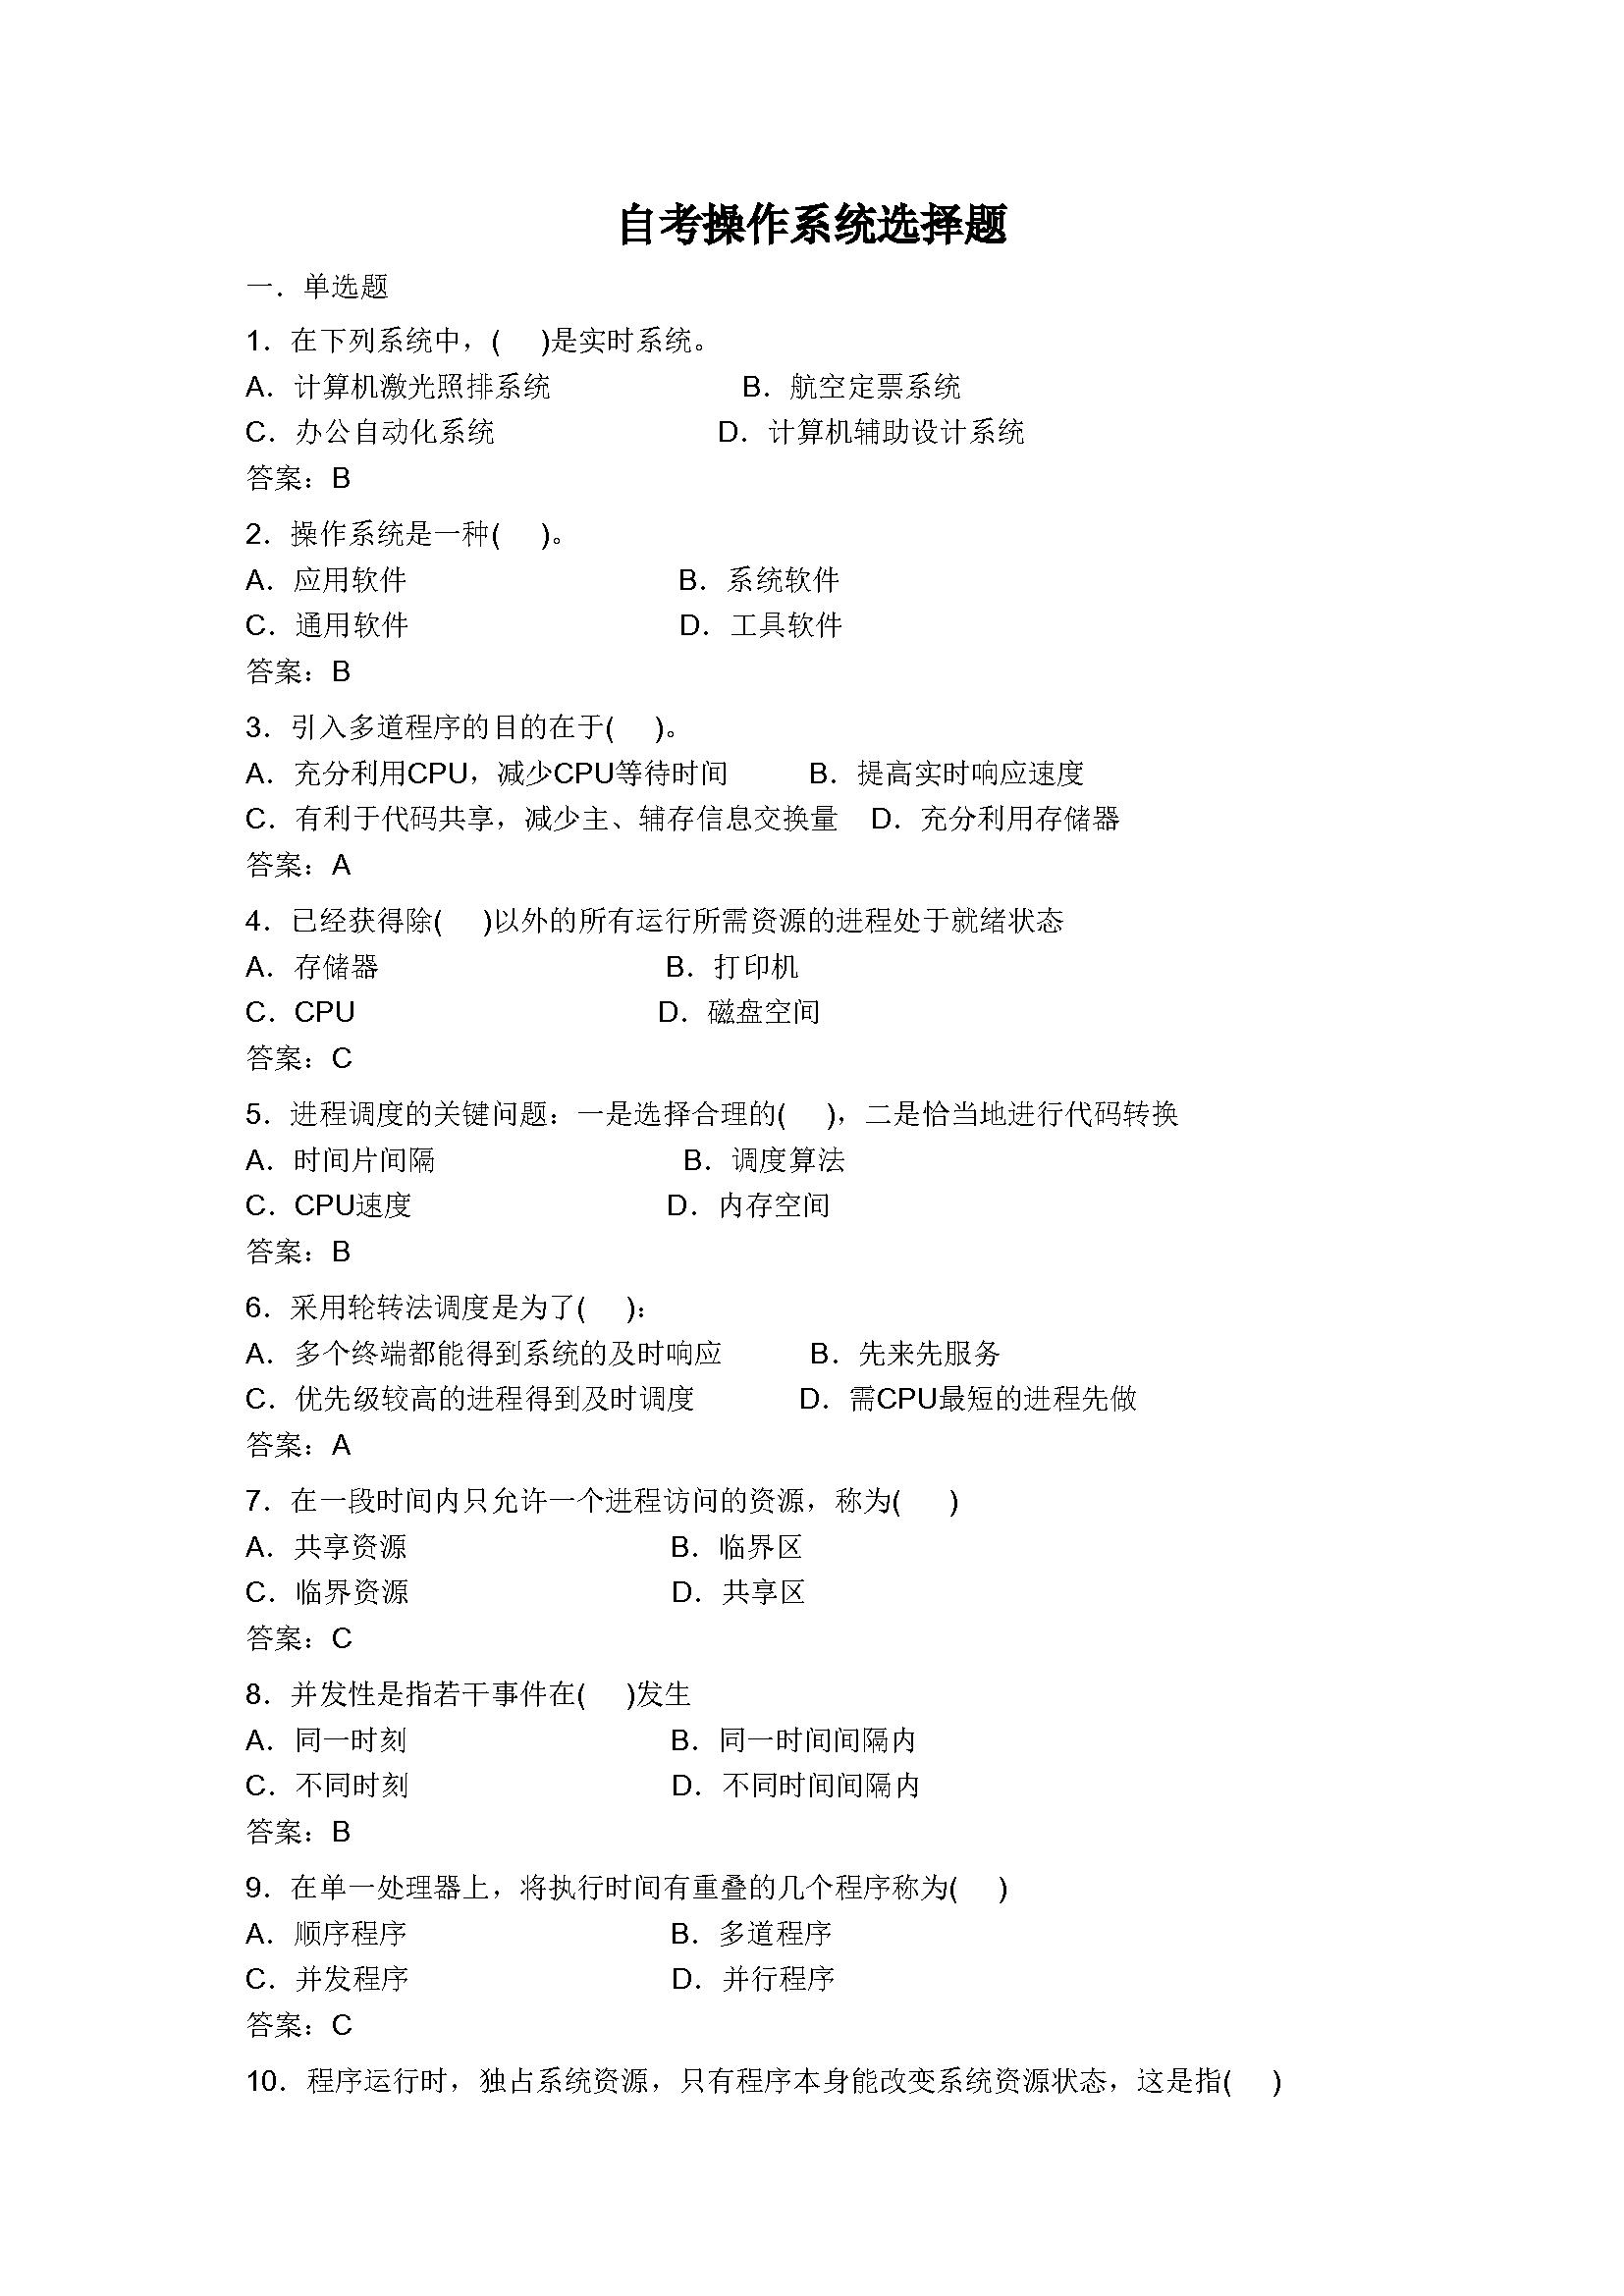 自考操作系统选择题
一．单选题
1．在下列系统中，(     )是实时系统。
A．计算机激光照排系统                        B．航空定票系统
C．办公自动化系统                            D．计算机辅助设计系统
答案：B
2．操作系统是一种(     )。
A．应用软件                                  B．系统软件
C．通用软件                                  D．工具软件
答案：B
3．引入多道程序的目的在于(     )。
A．充分利用CPU，减少CPU等待时间          B．提高实时响应速度
C．有利于代码共享，减少主、辅存信息交换量    D．充分利用存储器
答案：A
4．已经获得除(     )以外的所有运行所需资源的进程处于就绪状态
A．存储器                                   B．打印机
C．CPU                                     D．磁盘空间
答案：C
5．进程调度的关键问题：一是选择合理的(     )，二是恰当地进行代码转换
A．时间片间隔                               B．调度算法
C．CPU速度                                 D．内存空间
答案：B
6．采用轮转法调度是为了(     )：
A．多个终端都能得到系统的及时响应           B．先来先服务
C．优先级较高的进程得到及时调度             D．需CPU最短的进程先做
答案：A
7．在一段时间内只允许一个进程访问的资源，称为(      )
A．共享资源                                 B．临界区
C．临界资源                                 D．共享区
答案：C
8．并发性是指若干事件在(     )发生
A．同一时刻                                 B．同一时间间隔内
C．不同时刻                                 D．不同时间间隔内
答案：B
9．在单一处理器上，将执行时间有重叠的几个程序称为(     )
A．顺序程序                                 B．多道程序
C．并发程序                                 D．并行程序
答案：C
10．程序运行时，独占系统资源，只有程序本身能改变系统资源状态，这是指(     )